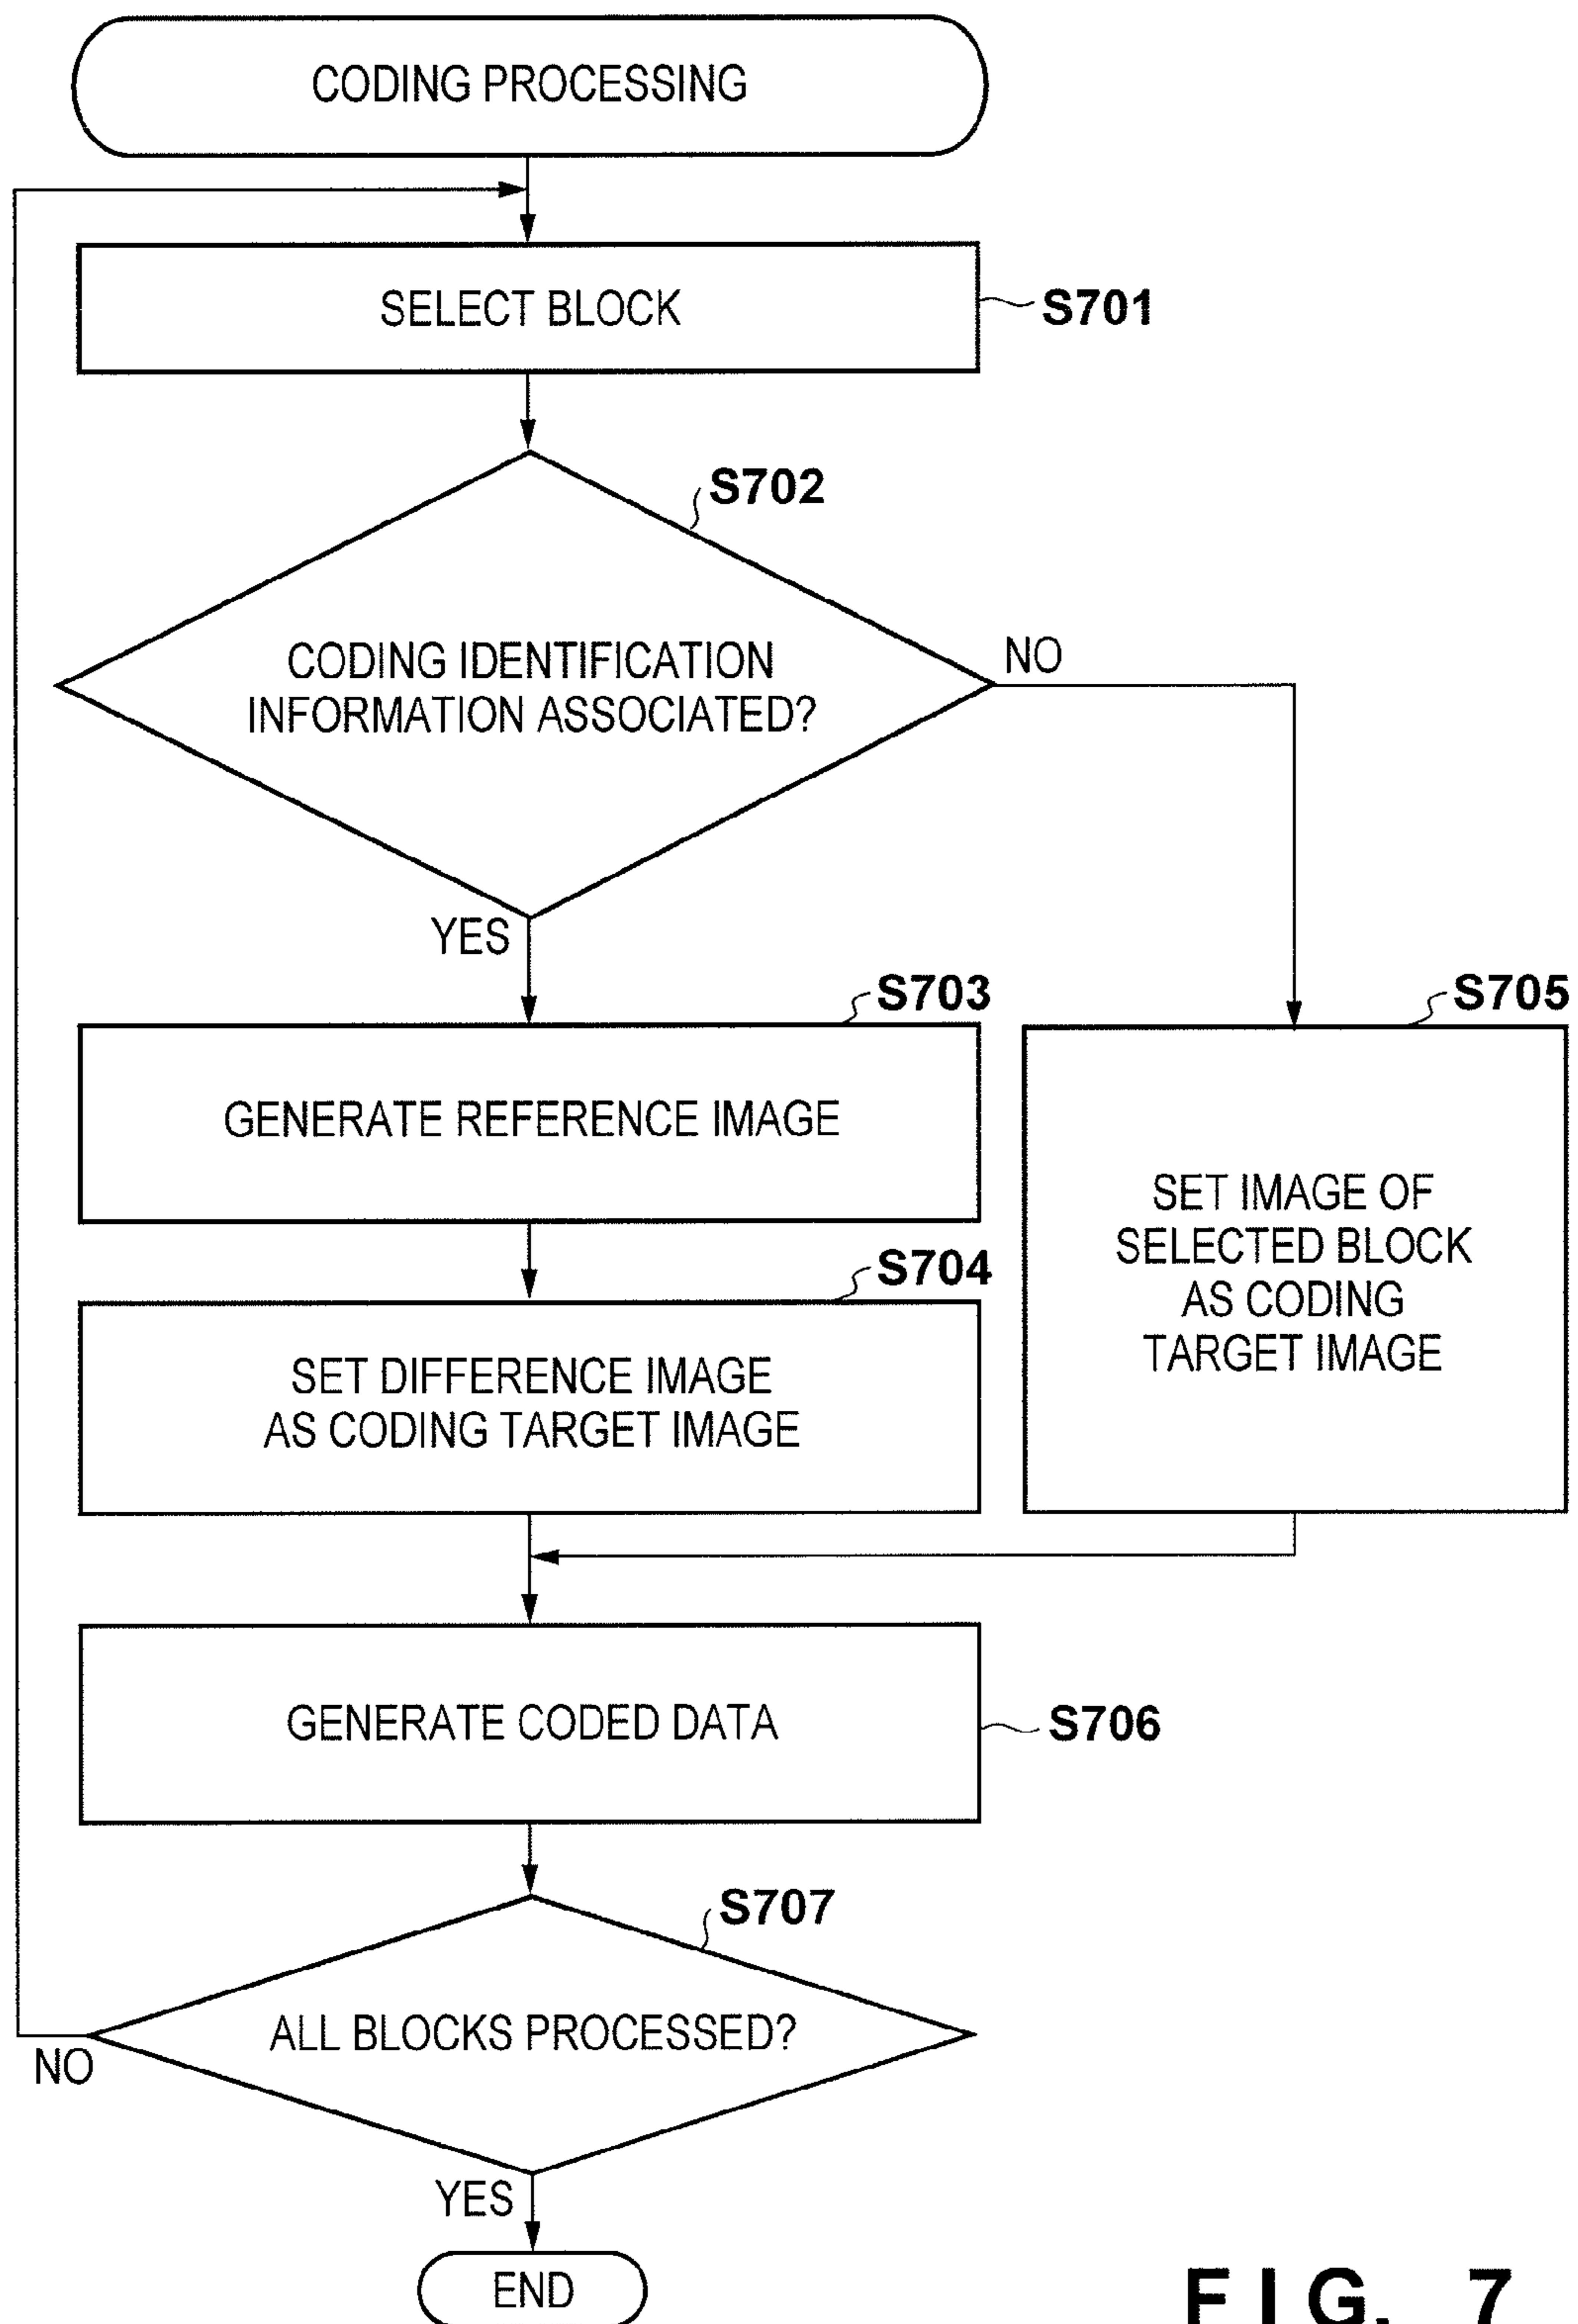 CODING PROCESSING
SELECT BLOCK
S701
S702
CODING IDENTIFICATION
INFORMATION ASSOCIATED?
NO
YES
S703
GENERATE REFERENCE IMAGE
S705
SET IMAGE OF
SELECTED BLOCK
AS CODING
TARGET IMAGE
S704
SET DIFFERENCE IMAGE
AS CODING TARGET IMAGE
GENERATE CODED DATA
S706
S707
ALL BLOCKS PROCESSED?
NO
YES
END
FIG. 7